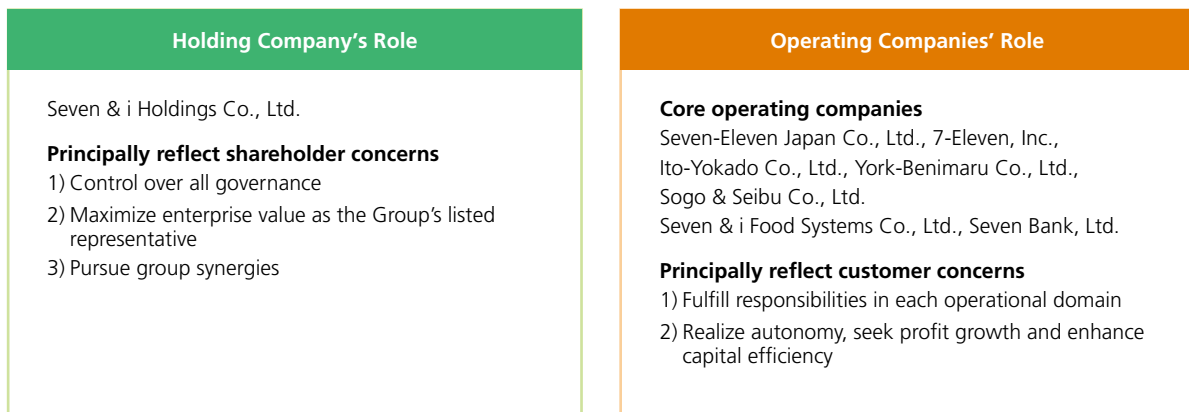 Holding Company's Role
Seven & i Holdings Co., Ltd.
Principally reflect shareholder concerns
1) Control over all governance
2) Maximize enterprise value as the Group's listed
representative
3) Pursue group synergies
Operating Companies' Role
Core operating companies
Seven-Eleven Japan Co., Ltd., 7-Eleven, Inc.,
Ito-Yokado Co., Ltd., York-Benimaru Co., Ltd.,
Sogo & Seibu Co., Ltd.
Seven & i Food Systems Co., Ltd., Seven Bank, Ltd.
Principally reflect customer concerns
1) Fulfill responsibilities in each operational domain
2) Realize autonomy, seek profit growth and enhance
capital efficiency